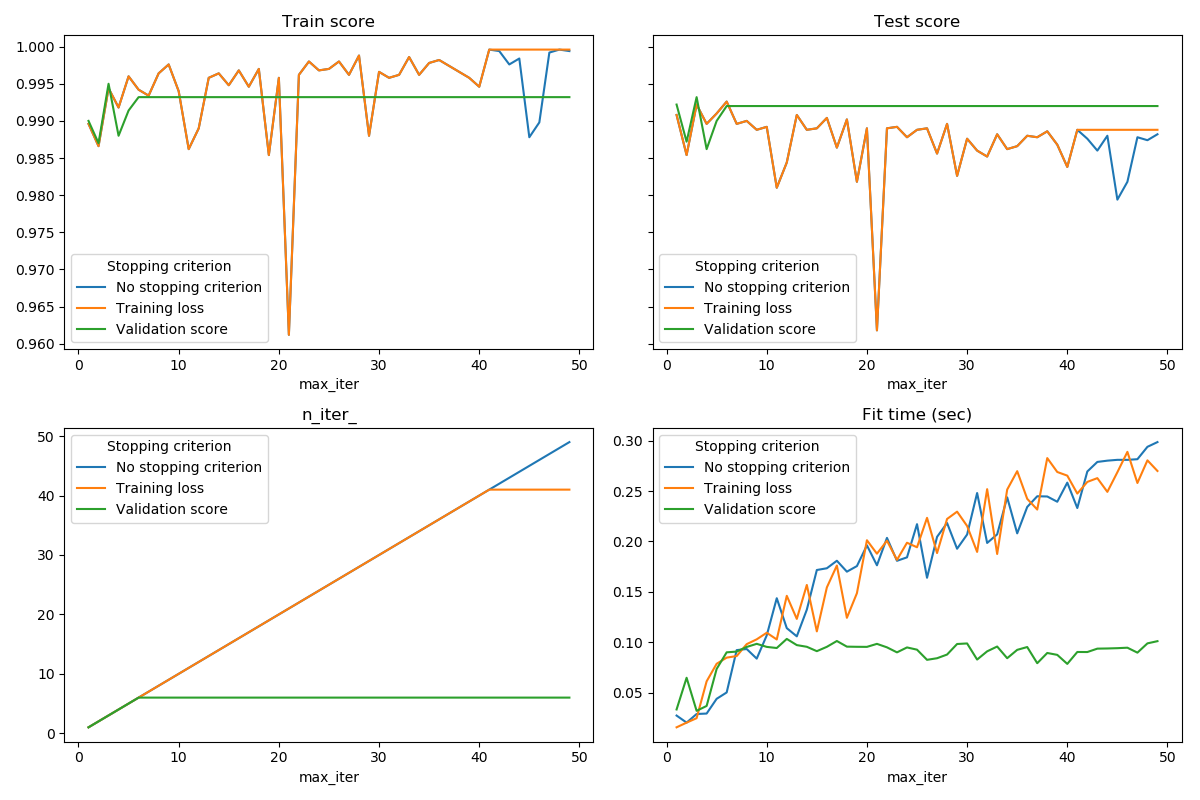 Train score
1.000
0.995
0.990
0.985
0.980
0.975
0.970
0.965
0.960
Stopping criterion
No stopping criterion
Training loss
Validation score
0 10 20 30 40 50
max_iter
Test score
Stopping criterion
No stopping criterion
Training loss
Validation score
0 10 20 30 40 50
max_iter
n_iter_
50
40
30
20
10
0
Stopping criterion
No stopping criterion
Training loss
Validation score
0 10 20 30 40 50
max_iter
Fit time (sec)
0.30
0.25
0.20
0.15
0.10
0.05
Stopping criterion
No stopping criterion
Training loss
Validation score
0 10 20 30 40 50
max_iter